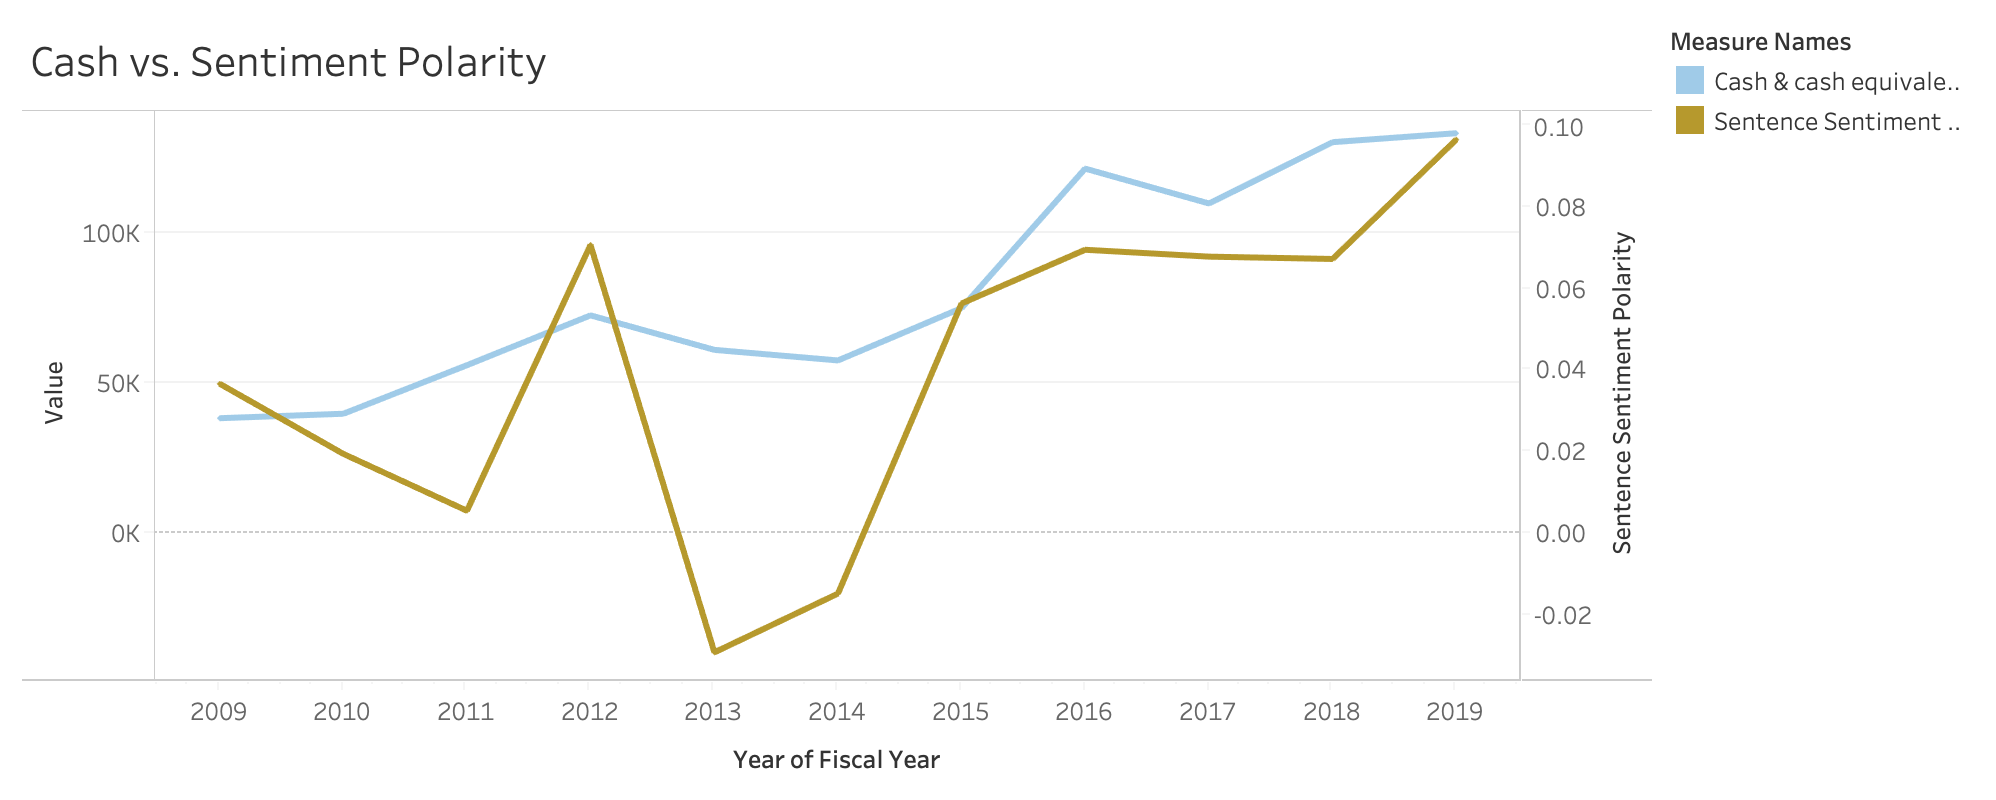 Cash vs. Sentiment Polarity
Measure Names
Cash & cash equivale..
Sentence Sentiment ..
Value
100K
50K
0K
0.10
0.08
0.06
0.04
0.02
0.00
-0.02
Sentence Sentiment Polarity
2009 2010 2011 2012 2013 2014 2015 2016 2017 2018 2019
Year of Fiscal Year